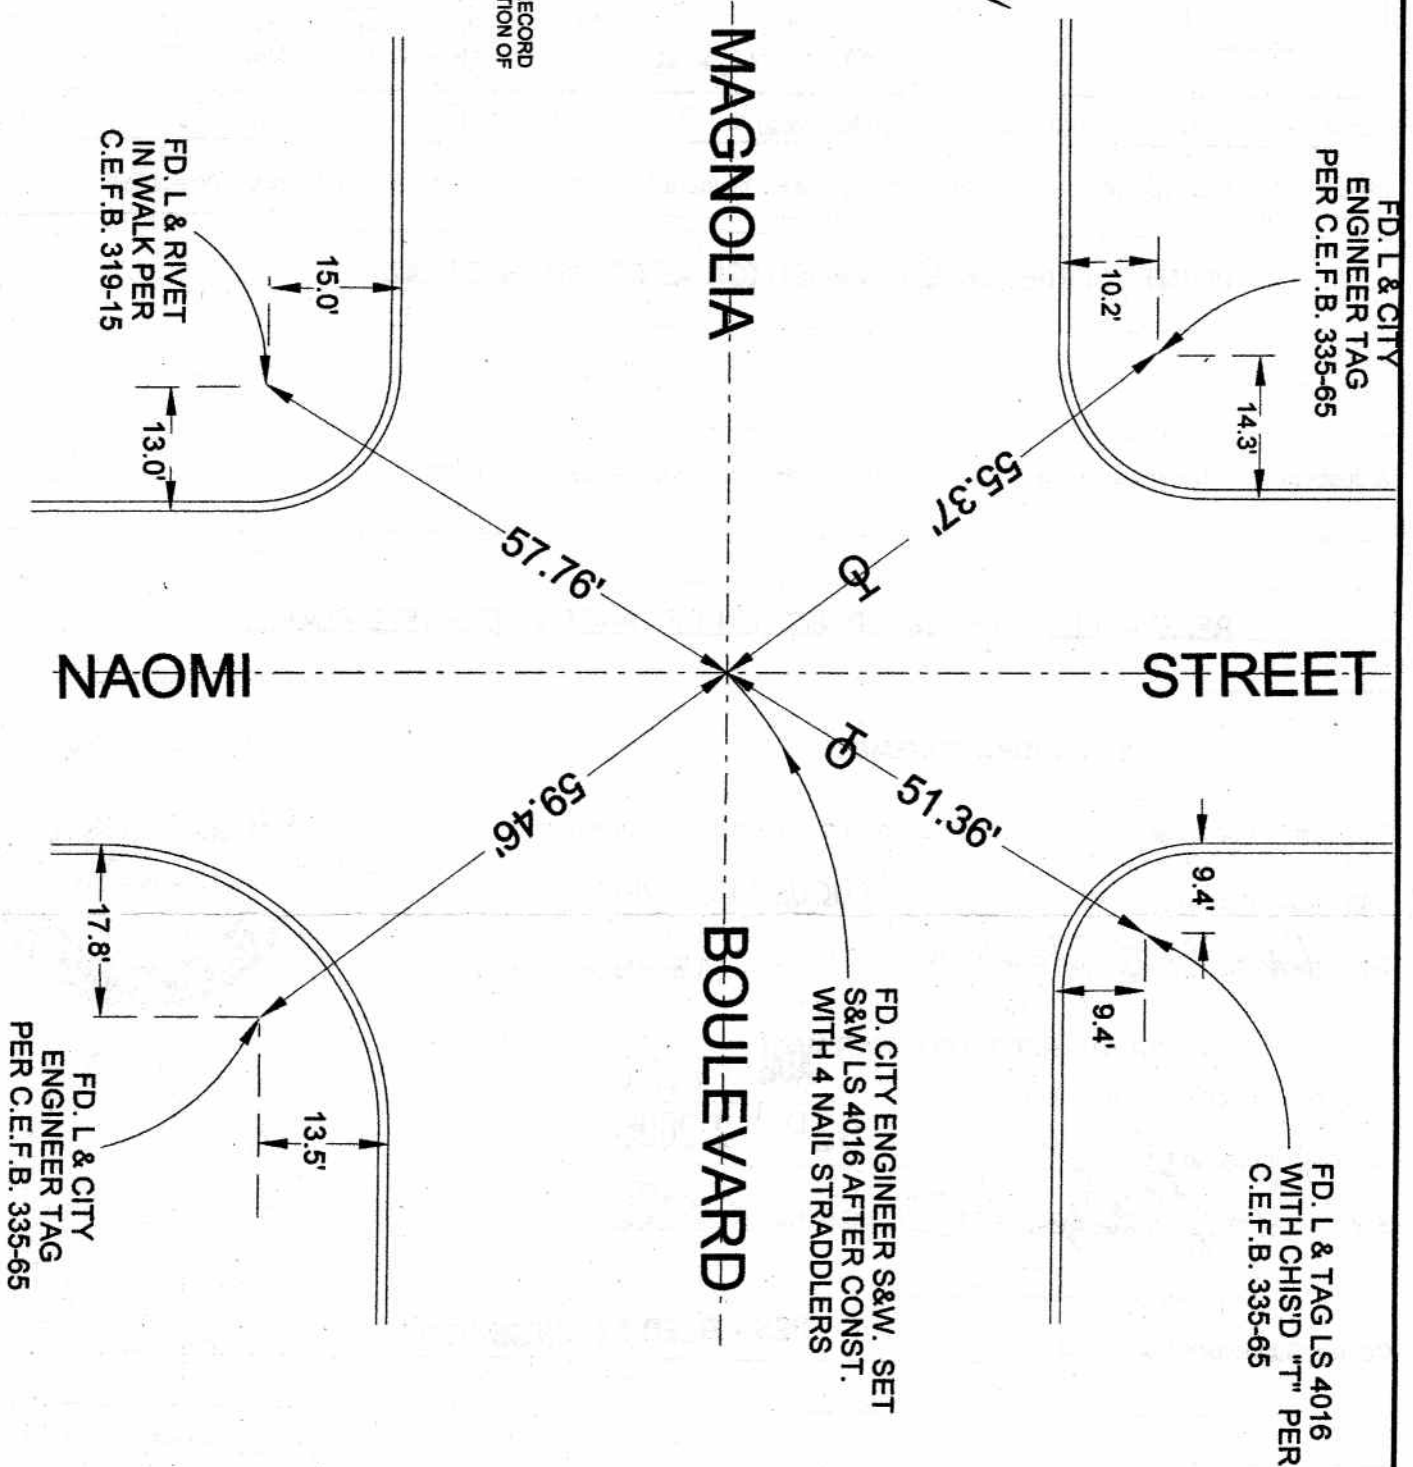 ECORD
TION OF
MAGNOLIA
BOULEVARD
NAOMI
STREET
FD. L & CITY
ENGINEER TAG
PER C.E.F.B. 335-65
10.2'
14.3'
55.37'
FD. L & RIVET
IN WALK PER
C.E.F.B. 319-15
15.0'
13.0'
57.76'
51.36'
9.4'
9.4'
FD. L & TAG LS 4016
WITH CHIS'D "T" PER
C.E.F.B. 335-65
FD. CITY ENGINEER S&W. SET
S&W LS 4016 AFTER CONST.
WITH 4 NAIL STRADDLERS
59.46'
17.8'
13.5'
FD. L & CITY
ENGINEER TAG
PER C.E.F.B. 335-65